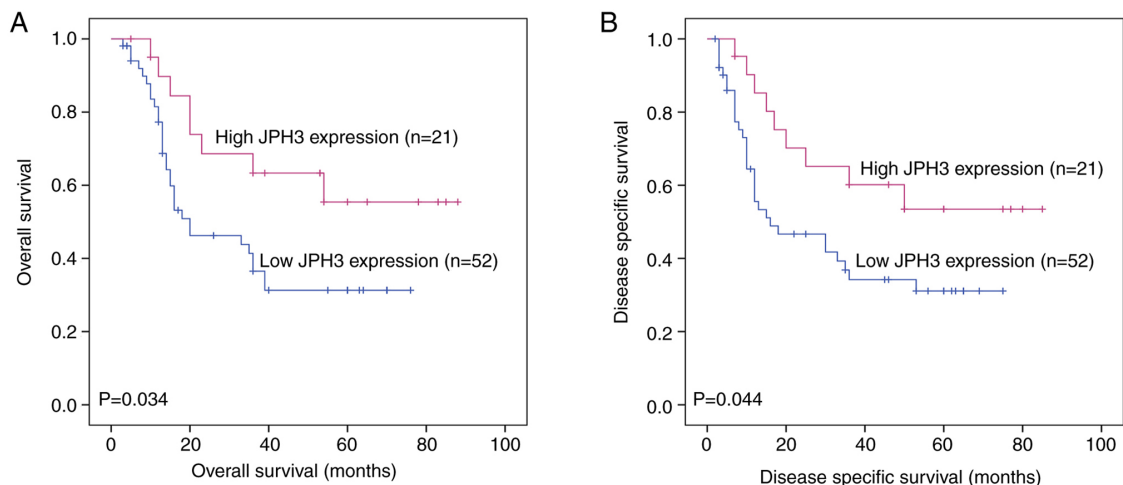 A
B
Overall survival
1.0
0.8
0.6
0.4
0.2
0.0
High JPH3 expression (n=21)
Low JPH3 expression (n=52)
P=0.034
0 20 40 60 80 100
Overall survival (months)
Disease specific survival
1.0
0.8
0.6
0.4
0.2
0.0
High JPH3 expression (n=21)
Low JPH3 expression (n=52)
P=0.044
0 20 40 60 80 100
Disease specific survival (months)